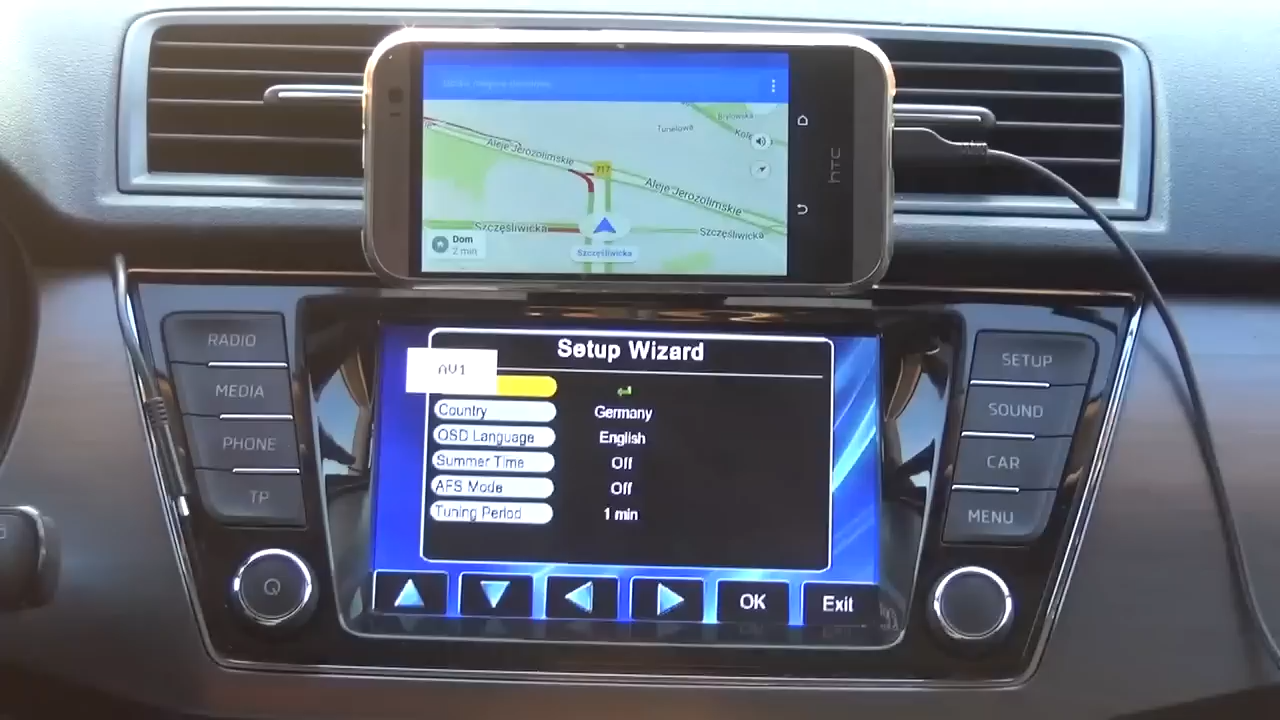 Tunelowa
Aleje Jerozolimskie
717
Aleje Jerozolimskie
Szczęśliwicka
Szczęśliwicka
Dom
2 min
Szczęśliwicka
hTC
RADIO
MEDIA
PHONE
TP
Setup Wizard
AV1
Country Germany
OSD Language English
Summer Time Off
AFS Mode Off
Tuning Period 1 min
OK
Exit
SETUP
SOUND
CAR
MENU